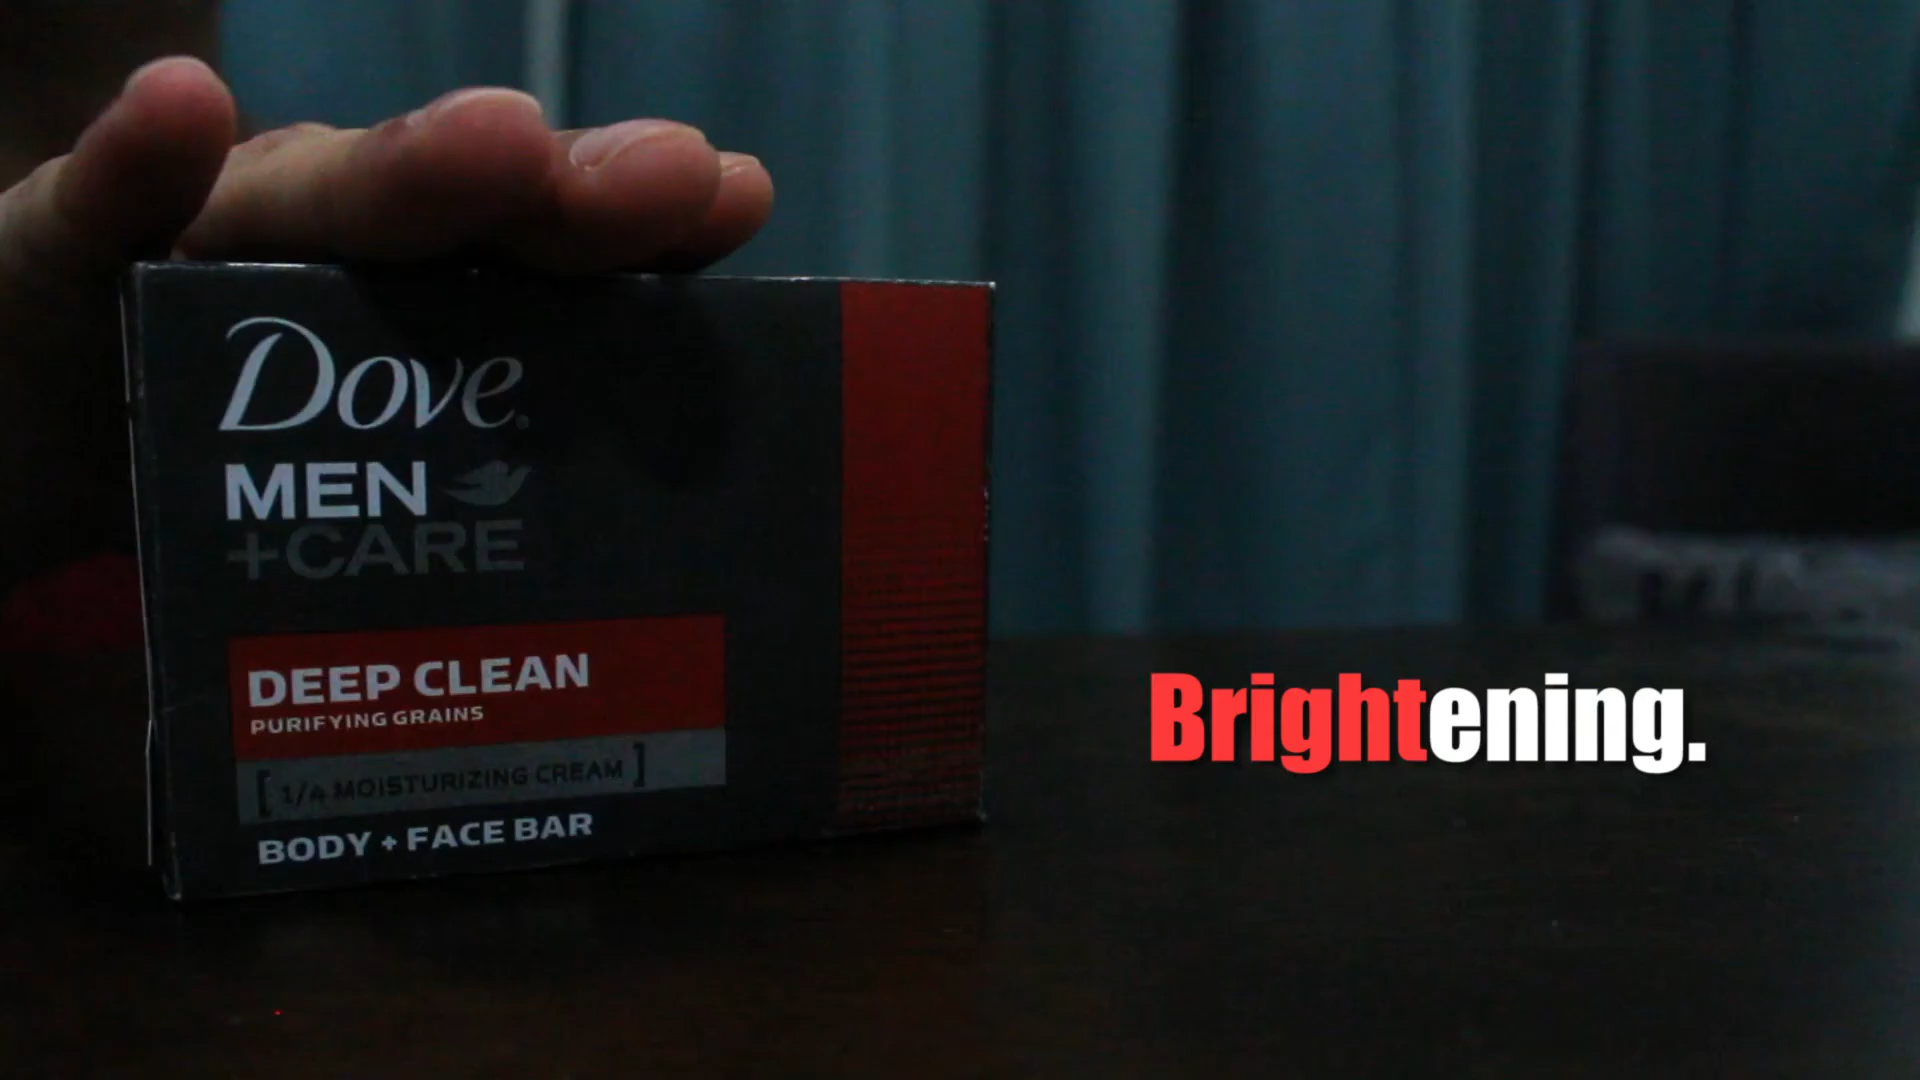 Dove
MEN
+CARE
DEEP CLEAN
PURIFYING GRAINS
[ 1/4 MOISTURIZING CREAM ]
BODY + FACE BAR
Brightening.